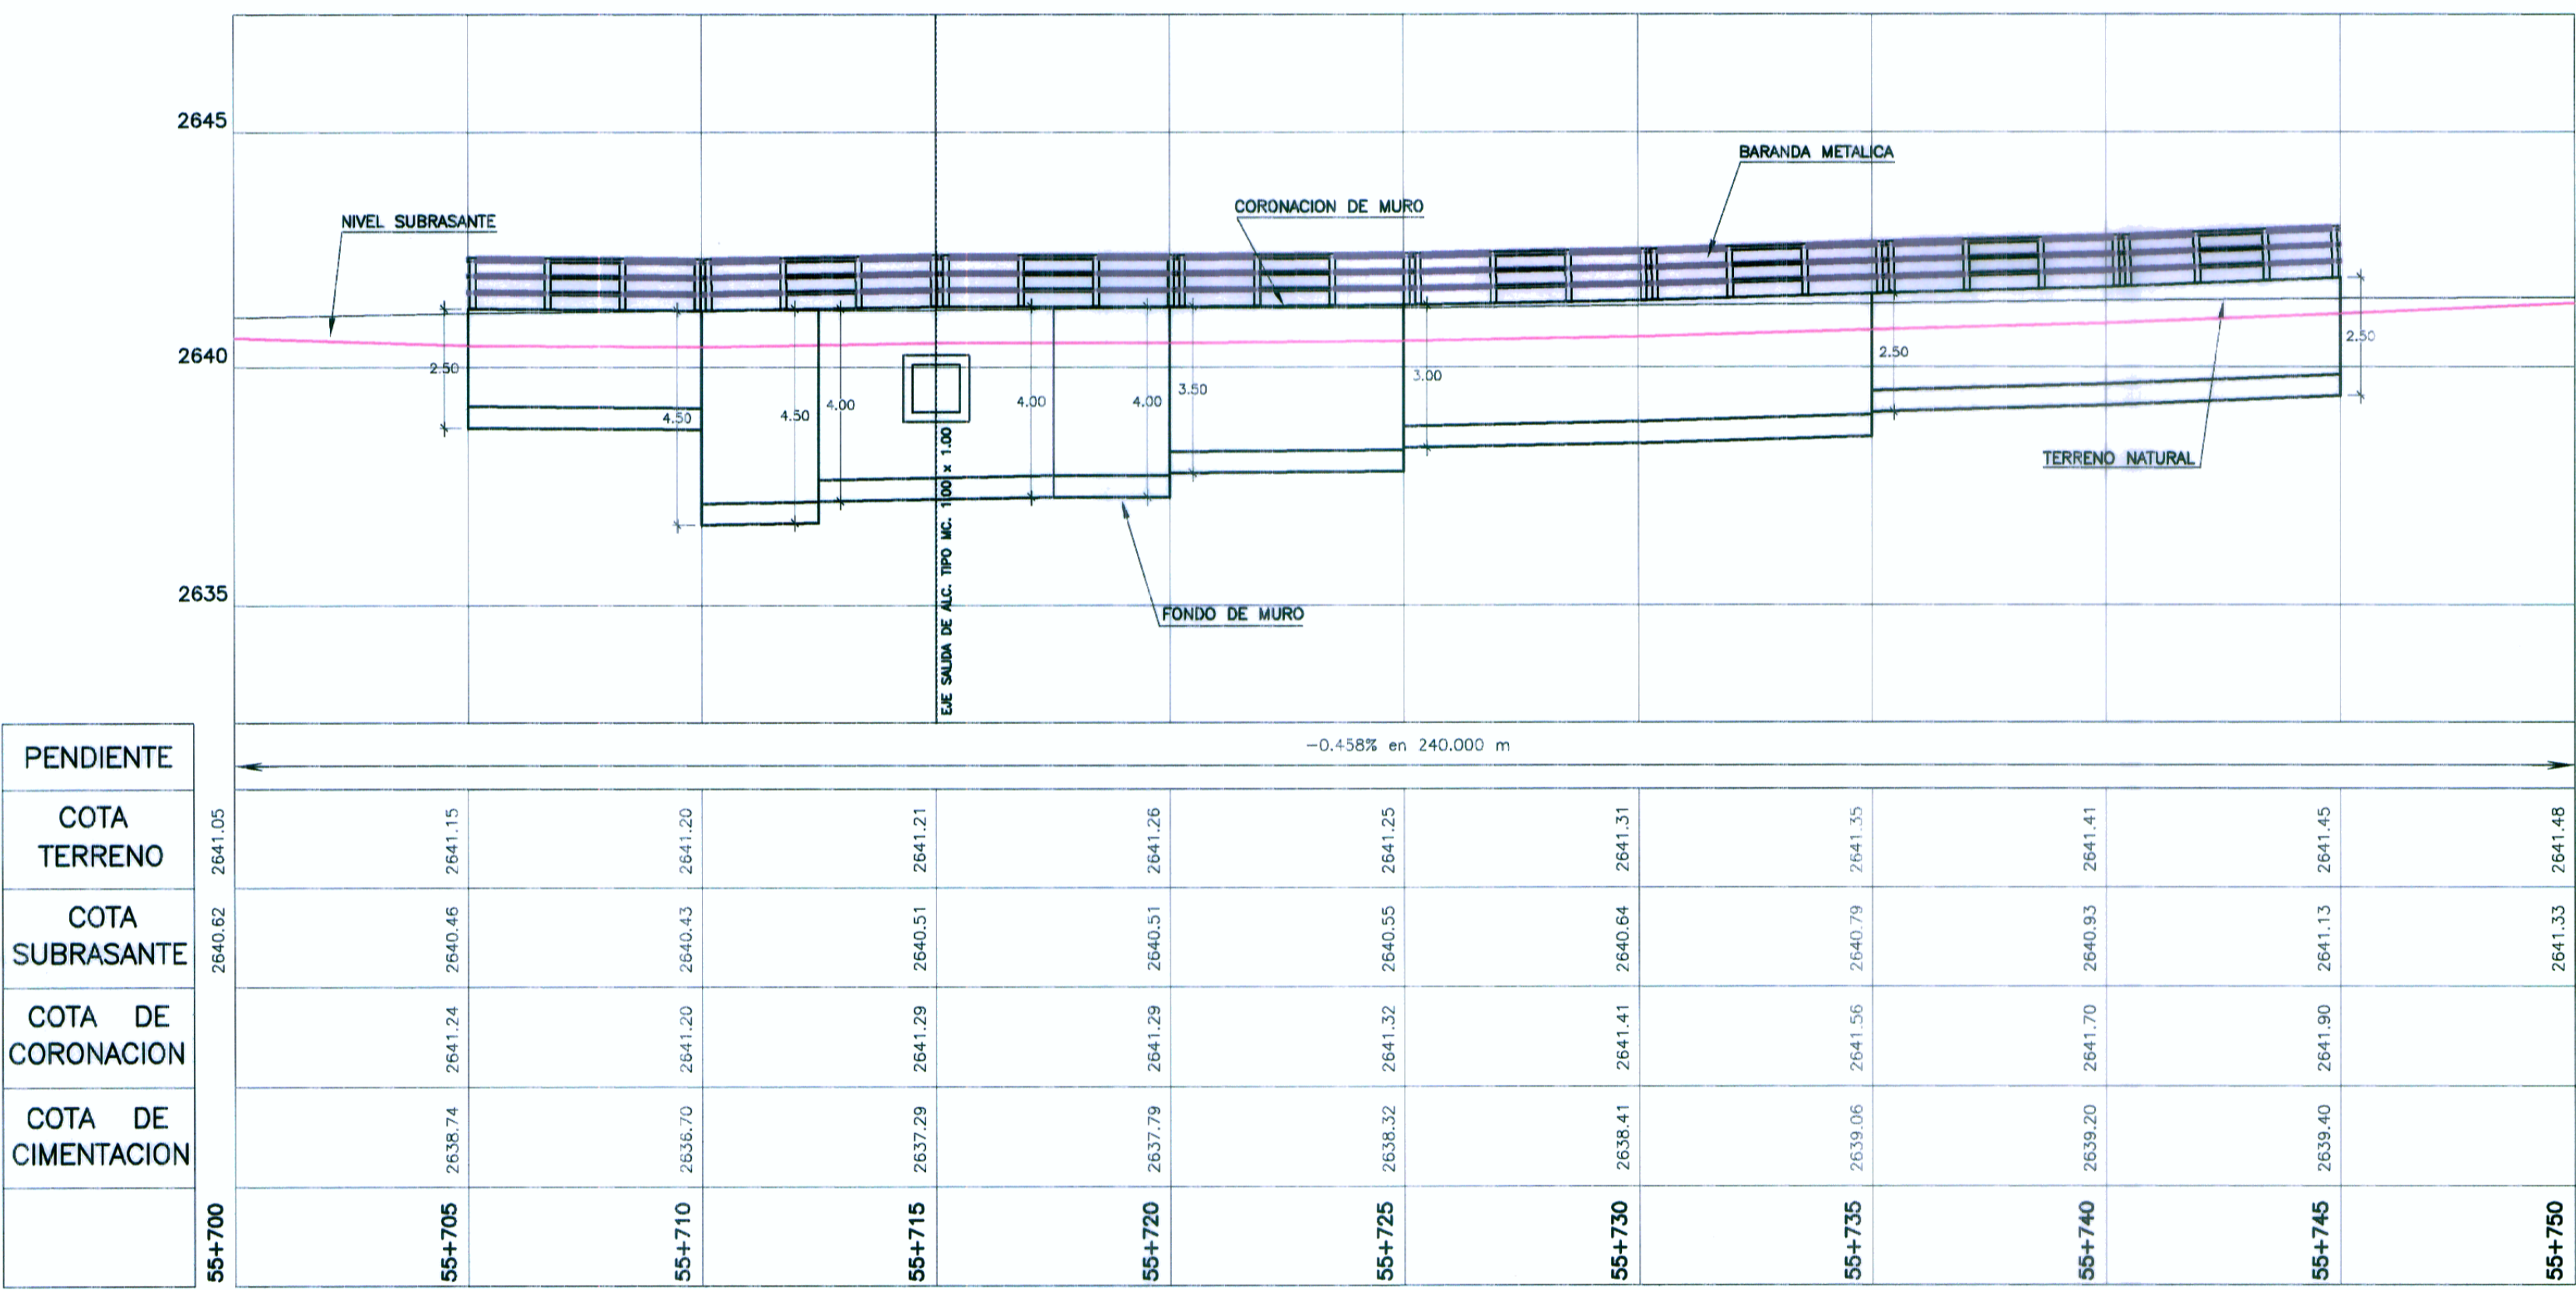 2645
BARANDA METALICA
CORONACION DE MURO
NIVEL SUBRASANTE
2640
2.50
4.50
4.50
4.00
4.00
4.00
3.50
3.00
2.50
2.50
TERRENO NATURAL
2635
FONDO DE MURO
EJE SALIDA DE ALC. TIPO MC. 1.00 x 1.00
PENDIENTE
-0.458% en 240.000 m
COTA
TERRENO
2641.05 2641.15 2641.20 2641.21 2641.26 2641.25 2641.31 2641.35 2641.41 2641.45 2641.48
COTA
SUBRASANTE
2640.62 2640.46 2640.43 2640.51 2640.51 2640.55 2640.64 2640.79 2640.93 2641.13 2641.33
COTA DE
CORONACION
2641.24 2641.20 2641.29 2641.29 2641.32 2641.41 2641.56 2641.70 2641.90
COTA DE
CIMENTACION
2638.74 2636.70 2637.29 2637.79 2638.32 2638.41 2639.06 2639.20 2639.40
55+700 55+705 55+710 55+715 55+720 55+725 55+730 55+735 55+740 55+745 55+750